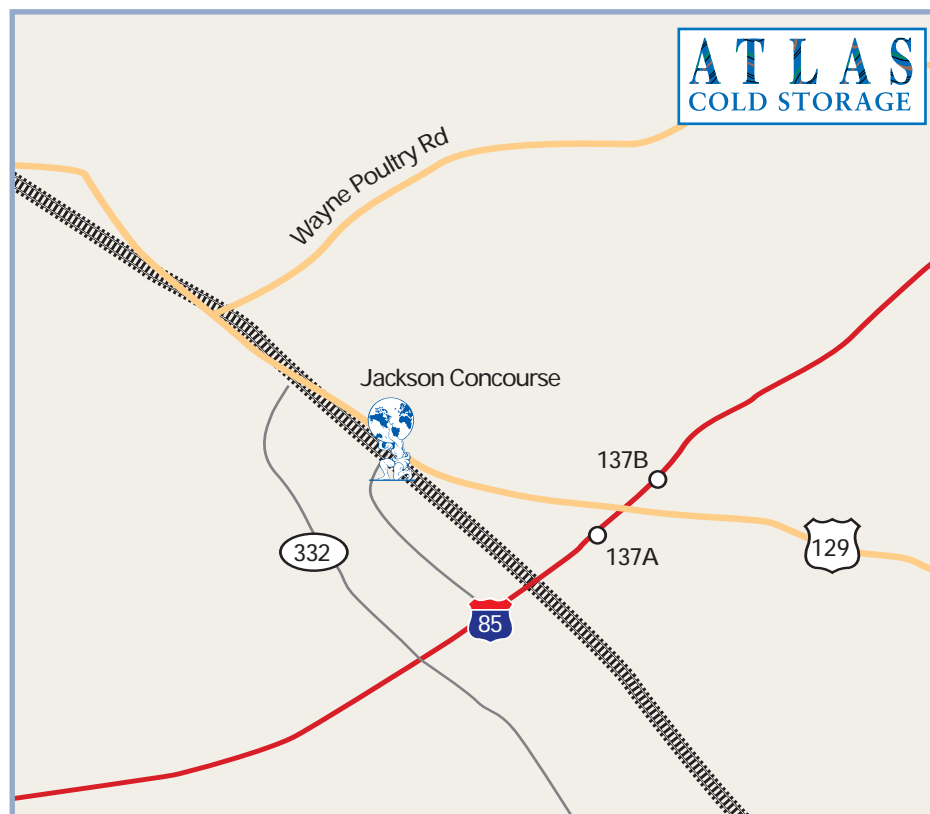 ATLAS
COLD STORAGE
Wayne Poultry Rd
Jackson Concourse
137B
129
332
137A
85